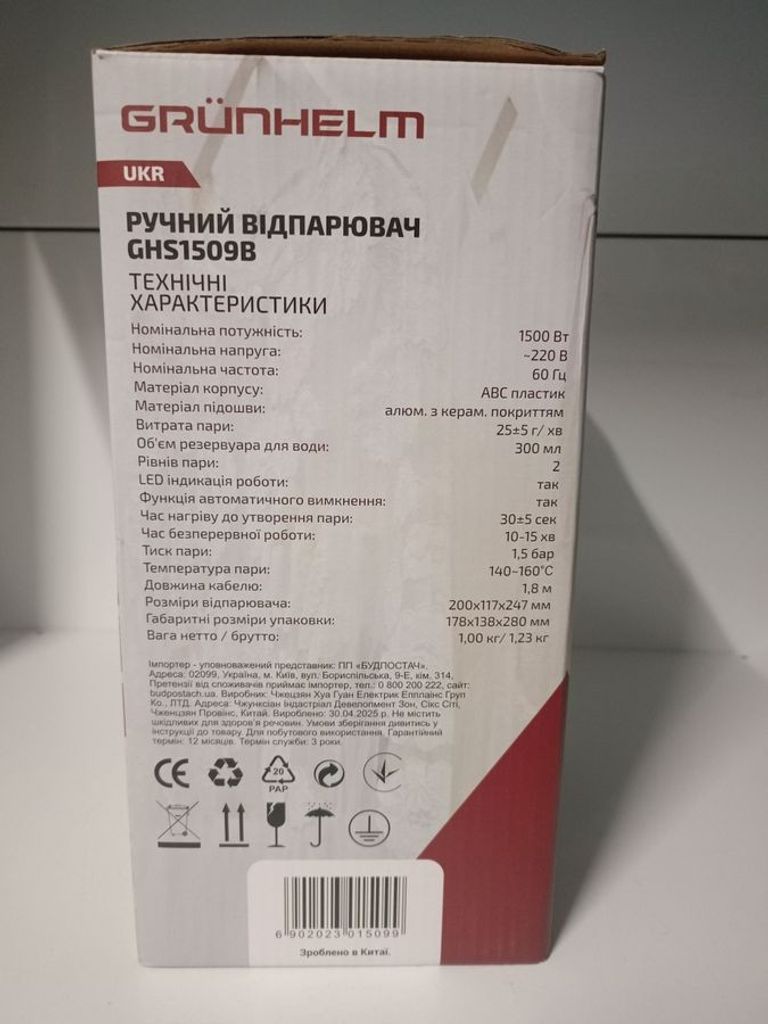 GRÜNHELM
UKR
РУЧНИЙ ВІДПАРЮВАЧ
GHS1509B
ТЕХНІЧНІ
ХАРАКТЕРИСТИКИ
Номінальна потужність: 1500 Вт
Номінальна напруга: ~220 В
Номінальна частота: 60 Гц
Матеріал корпусу: АВС пластик
Матеріал підошви: алюм. з керам. покриттям
Витрата пари: 25±5 г/ хв
Об'єм резервуара для води: 300 мл
Рівнів пари: 2
LED індикація роботи: так
Функція автоматичного вимкнення: так
Час нагріву до утворення пари: 30±5 сек
Час безперервної роботи: 10-15 хв
Тиск пари: 1,5 бар
Температура пари: 140~160°C
Довжина кабелю: 1,8 м
Розміри відпарювача: 200х117х247 мм
Габаритні розміри упаковки: 178х138х280 мм
Вага нетто / брутто: 1,00 кг/ 1,23 кг
Імпортер - уповноважений представник: ПП «БУДПОСТАЧ».
Адреса: 02099, Україна, м. Київ, вул. Бориспільська, 9-Е, кім. 314.
Претензії від споживачів приймає імпортер, тел.: 0 800 200 222, сайт:
budpostach.ua. Виробник: Чжецзян Хуа Гуан Електрик Епплаінс Груп
Ко., ЛТД. Адреса: Чжунксіан Індастріал Девелопмент Зон, Сікс Сіті,
Чженцзян Провінс, Китай. Вироблено: 30.04.2025 р. Не містить
шкідливих для здоров'я речовин. Умови зберігання дивитись у
інструкції до товару. Для побутового використання. Гарантійний
термін: 12 місяців. Термін служби: 3 роки.
CE
20
PAP
6 902023 015099
Зроблено в Китаї.